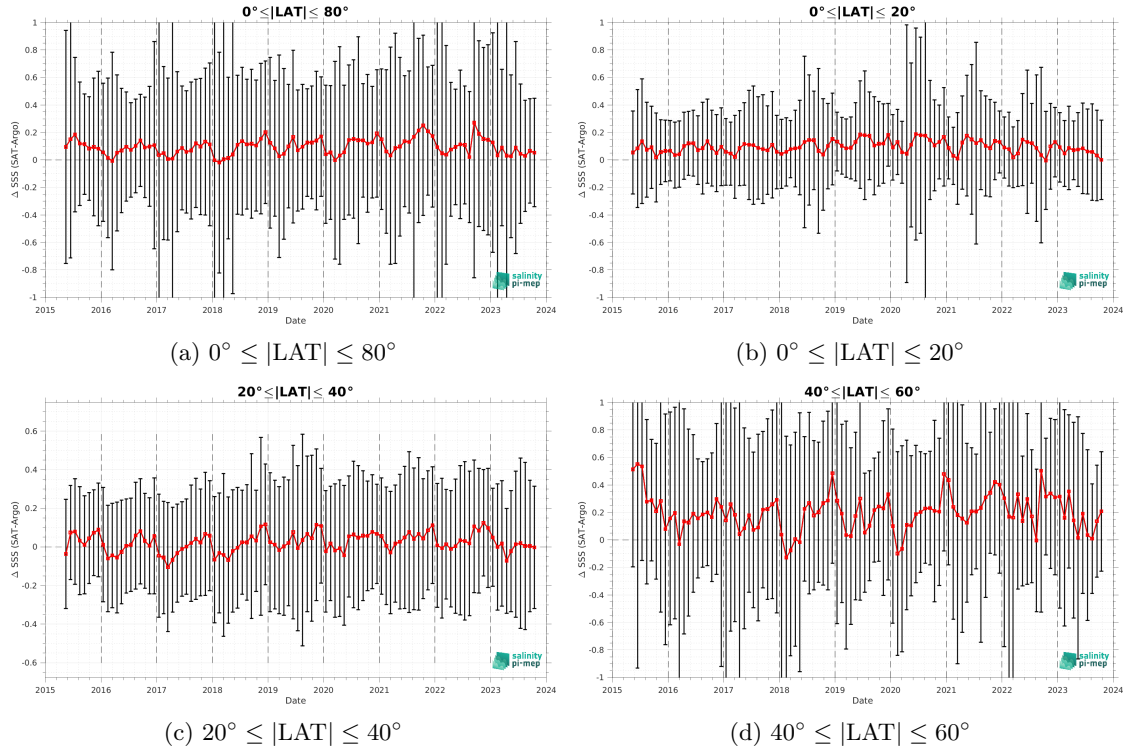 0°≤|LAT|≤ 80°
Δ SSS (SAT-Argo)
1
0.8
0.6
0.4
0.2
0
-0.2
-0.4
-0.6
-0.8
-1
2015 2016 2017 2018 2019 2020 2021 2022 2023 2024
Date
salinity
pi-mep
(a) 0° ≤ |LAT| ≤ 80°
0°≤|LAT|≤ 20°
Δ SSS (SAT-Argo)
1
0.8
0.6
0.4
0.2
0
-0.2
-0.4
-0.6
-0.8
-1
2015 2016 2017 2018 2019 2020 2021 2022 2023 2024
Date
salinity
pi-mep
(b) 0° ≤ |LAT| ≤ 20°
20°≤|LAT|≤ 40°
Δ SSS (SAT-Argo)
0.6
0.4
0.2
0
-0.2
-0.4
-0.6
2015 2016 2017 2018 2019 2020 2021 2022 2023 2024
Date
salinity
pi-mep
(c) 20° ≤ |LAT| ≤ 40°
40°≤|LAT|≤ 60°
Δ SSS (SAT-Argo)
1
0.8
0.6
0.4
0.2
0
-0.2
-0.4
-0.6
-0.8
-1
2015 2016 2017 2018 2019 2020 2021 2022 2023 2024
Date
salinity
pi-mep
(d) 40° ≤ |LAT| ≤ 60°